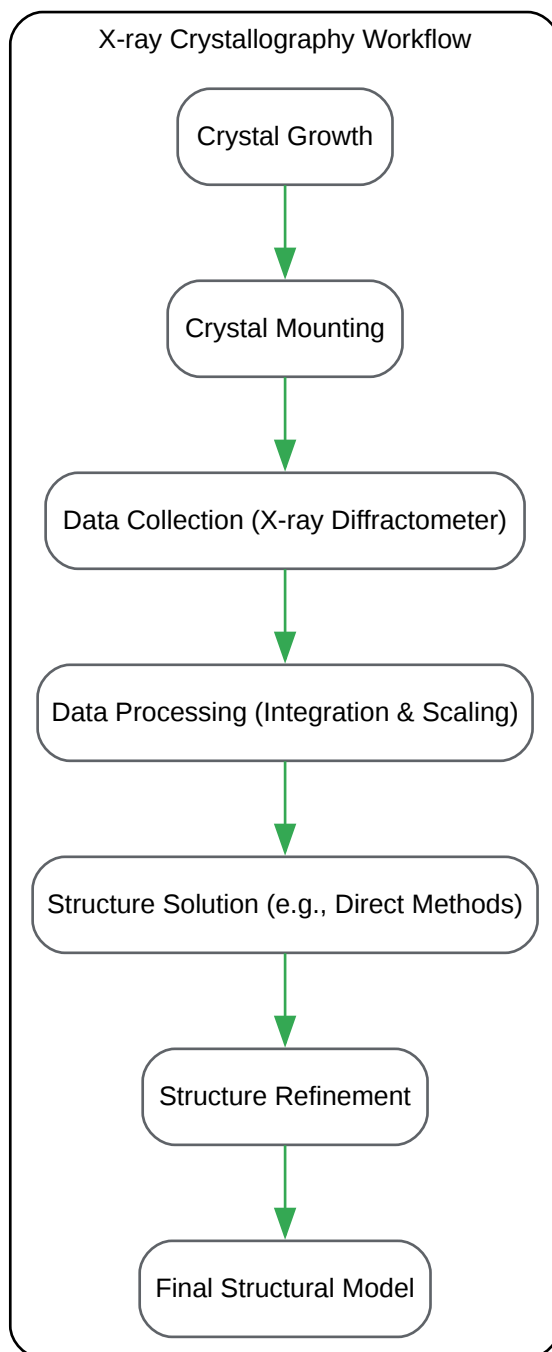 X-ray Crystallography Workflow
Crystal Growth
Crystal Mounting
Data Collection (X-ray Diffractometer)
Data Processing (Integration & Scaling)
Structure Solution (e.g., Direct Methods)
Structure Refinement
Final Structural Model